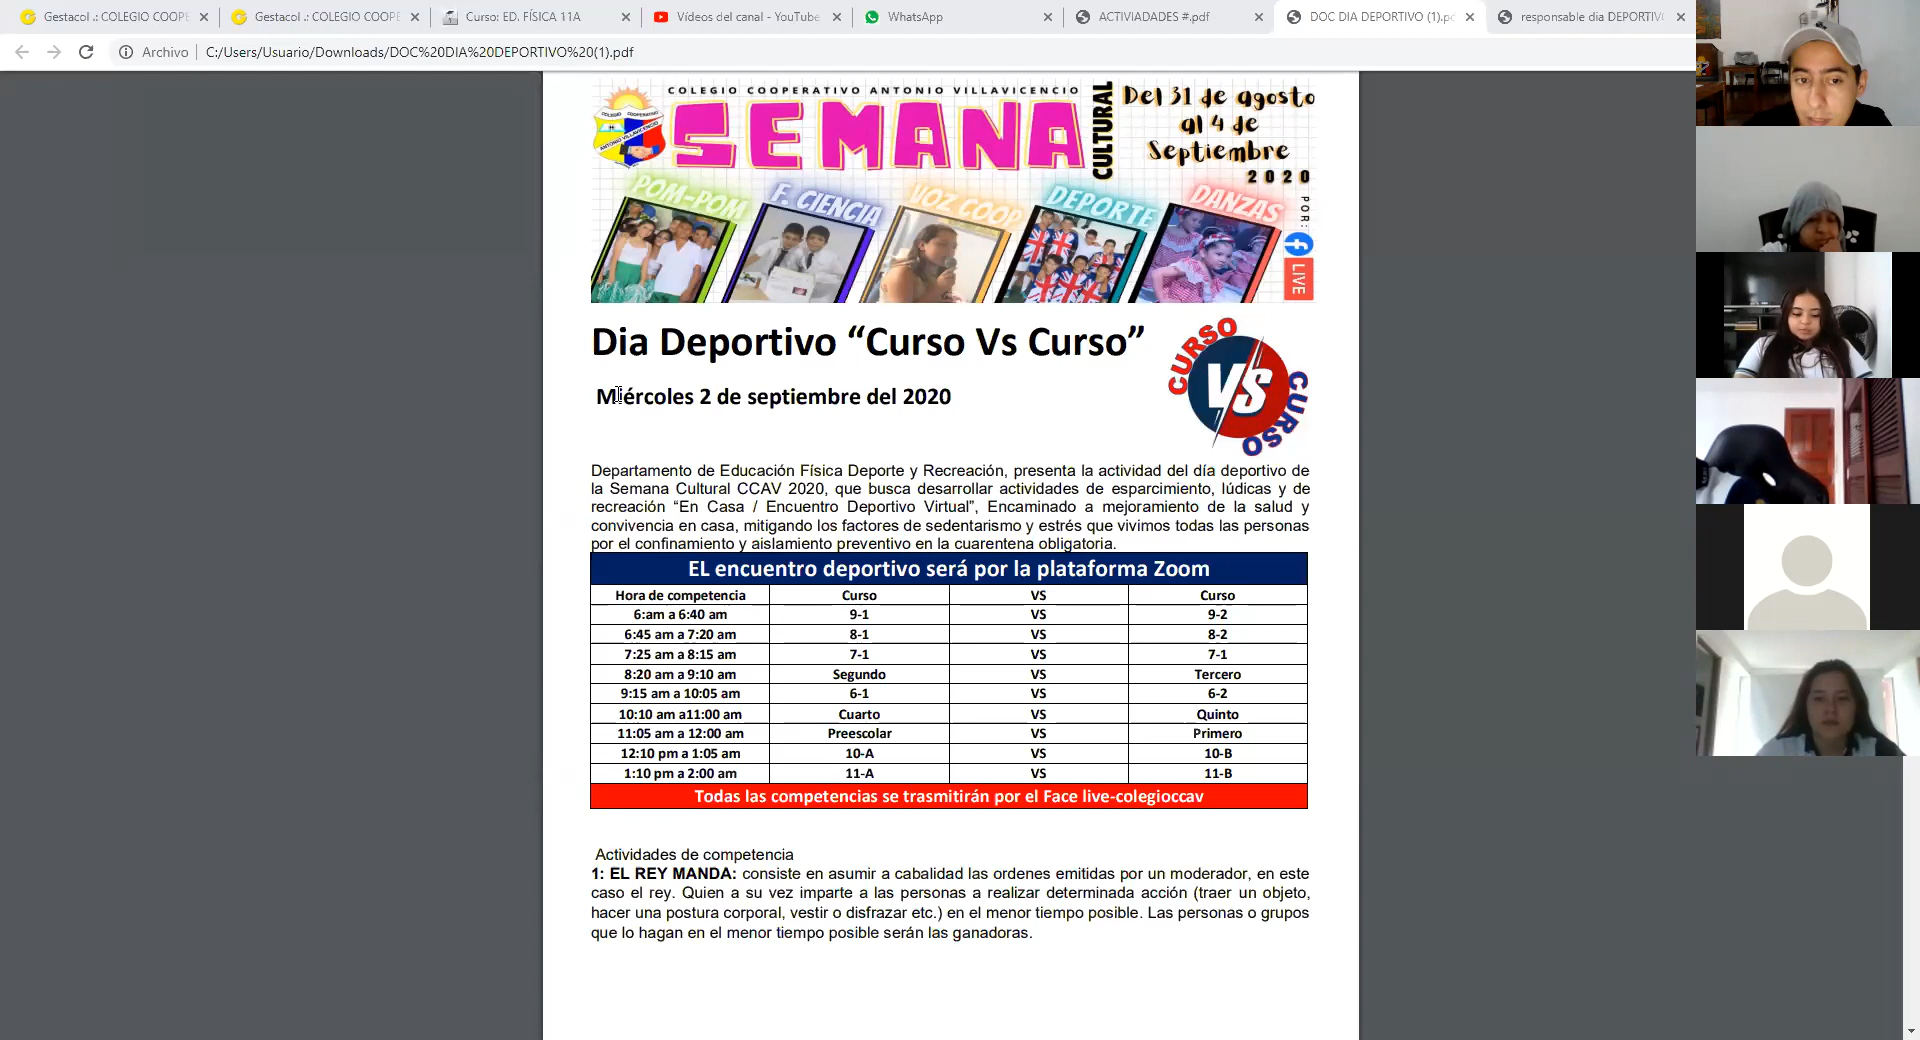 Gestacol .: COLEGIO COOPE
Gestacol .: COLEGIO COOPE
Curso: ED. FÍSICA 11A
Vídeos del canal - YouTube
WhatsApp
ACTIVIADADES #.pdf
DOC DIA DEPORTIVO (1).pd
responsable dia DEPORTIV
Archivo
C:/Users/Usuario/Downloads/DOC%20DIA%20DEPORTIVO%20(1).pdf
COLEGIO COOPERATIVO ANTONIO VILLAVICENCIO
COLEGIO COOPERATIVO
ANTONIO VILLAVICENCIO
SEMANA
CULTURAL
Del 31 de agosto
al 4 de
Septiembre
2020
POM-POM
F. CIENCIA
VOZ COOP
DEPORTE
DANZAS
POR:
f
LIVE
Dia Deportivo “Curso Vs Curso”
CURSO
VS
CURSO
Miércoles 2 de septiembre del 2020
Departamento de Educación Física Deporte y Recreación, presenta la actividad del día deportivo de
la Semana Cultural CCAV 2020, que busca desarrollar actividades de esparcimiento, lúdicas y de
recreación “En Casa / Encuentro Deportivo Virtual”, Encaminado a mejoramiento de la salud y
convivencia en casa, mitigando los factores de sedentarismo y estrés que vivimos todas las personas
por el confinamiento y aislamiento preventivo en la cuarentena obligatoria.
EL encuentro deportivo será por la plataforma Zoom
Hora de competencia Curso VS Curso
6:am a 6:40 am 9-1 VS 9-2
6:45 am a 7:20 am 8-1 VS 8-2
7:25 am a 8:15 am 7-1 VS 7-1
8:20 am a 9:10 am Segundo VS Tercero
9:15 am a 10:05 am 6-1 VS 6-2
10:10 am a11:00 am Cuarto VS Quinto
11:05 am a 12:00 am Preescolar VS Primero
12:10 pm a 1:05 am 10-A VS 10-B
1:10 pm a 2:00 am 11-A VS 11-B
Todas las competencias se trasmitirán por el Face live-colegioccav
Actividades de competencia
1: EL REY MANDA: consiste en asumir a cabalidad las ordenes emitidas por un moderador, en este
caso el rey. Quien a su vez imparte a las personas a realizar determinada acción (traer un objeto,
hacer una postura corporal, vestir o disfrazar etc.) en el menor tiempo posible. Las personas o grupos
que lo hagan en el menor tiempo posible serán las ganadoras.